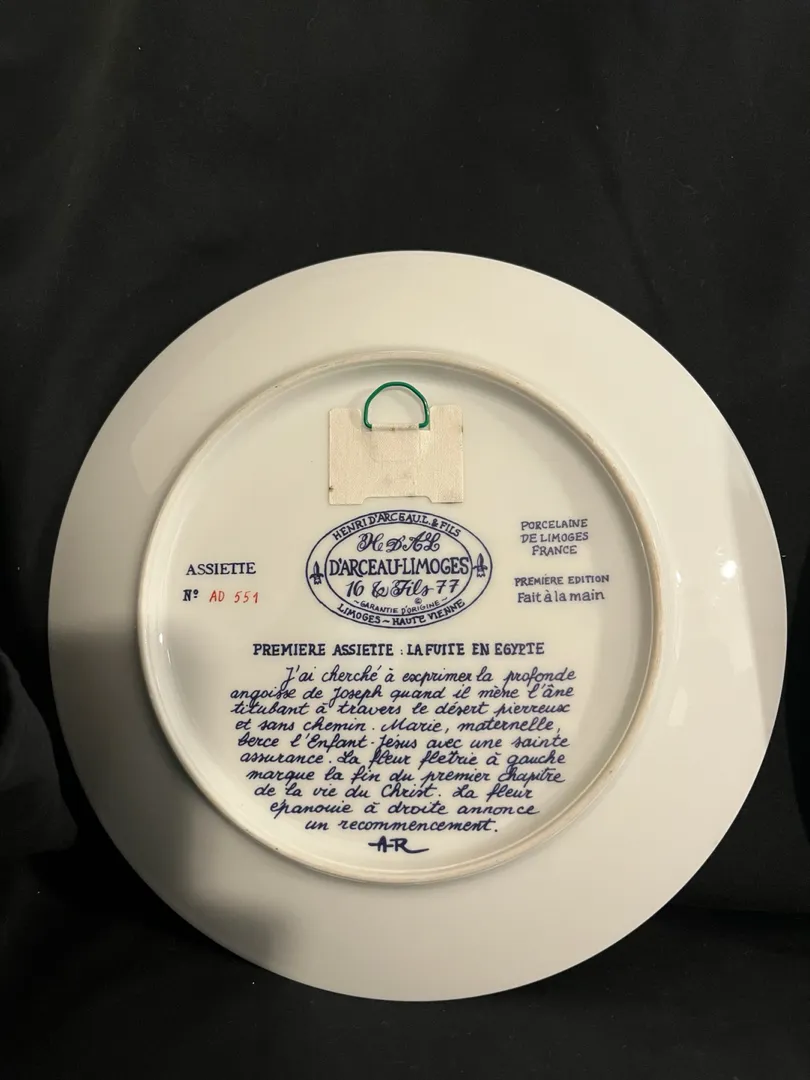 HENRI D'ARCEAU L. & FILS
H D'A L
D'ARCEAU-LIMOGES
16 & Fils 77
©
~GARANTIE D'ORIGINE~
LIMOGES ~ HAUTE VIENNE
ASSIETTE
Nº AD 551
PORCELAINE
DE LIMOGES
FRANCE
PREMIÈRE EDITION
Fait à la main
PREMIERE ASSIETTE : LA FUITE EN EGYPTE
J'ai cherché à exprimer la profonde
angoisse de Joseph quand il mène l'âne
titubant à travers le désert pierreux
et sans chemin. Marie, maternelle,
berce l'Enfant-Jésus avec une sainte
assurance. La fleur fletrie à gauche
marque la fin du premier chapitre
de la vie du Christ. La fleur
épanouie à droite annonce
un recommencement.
A-R